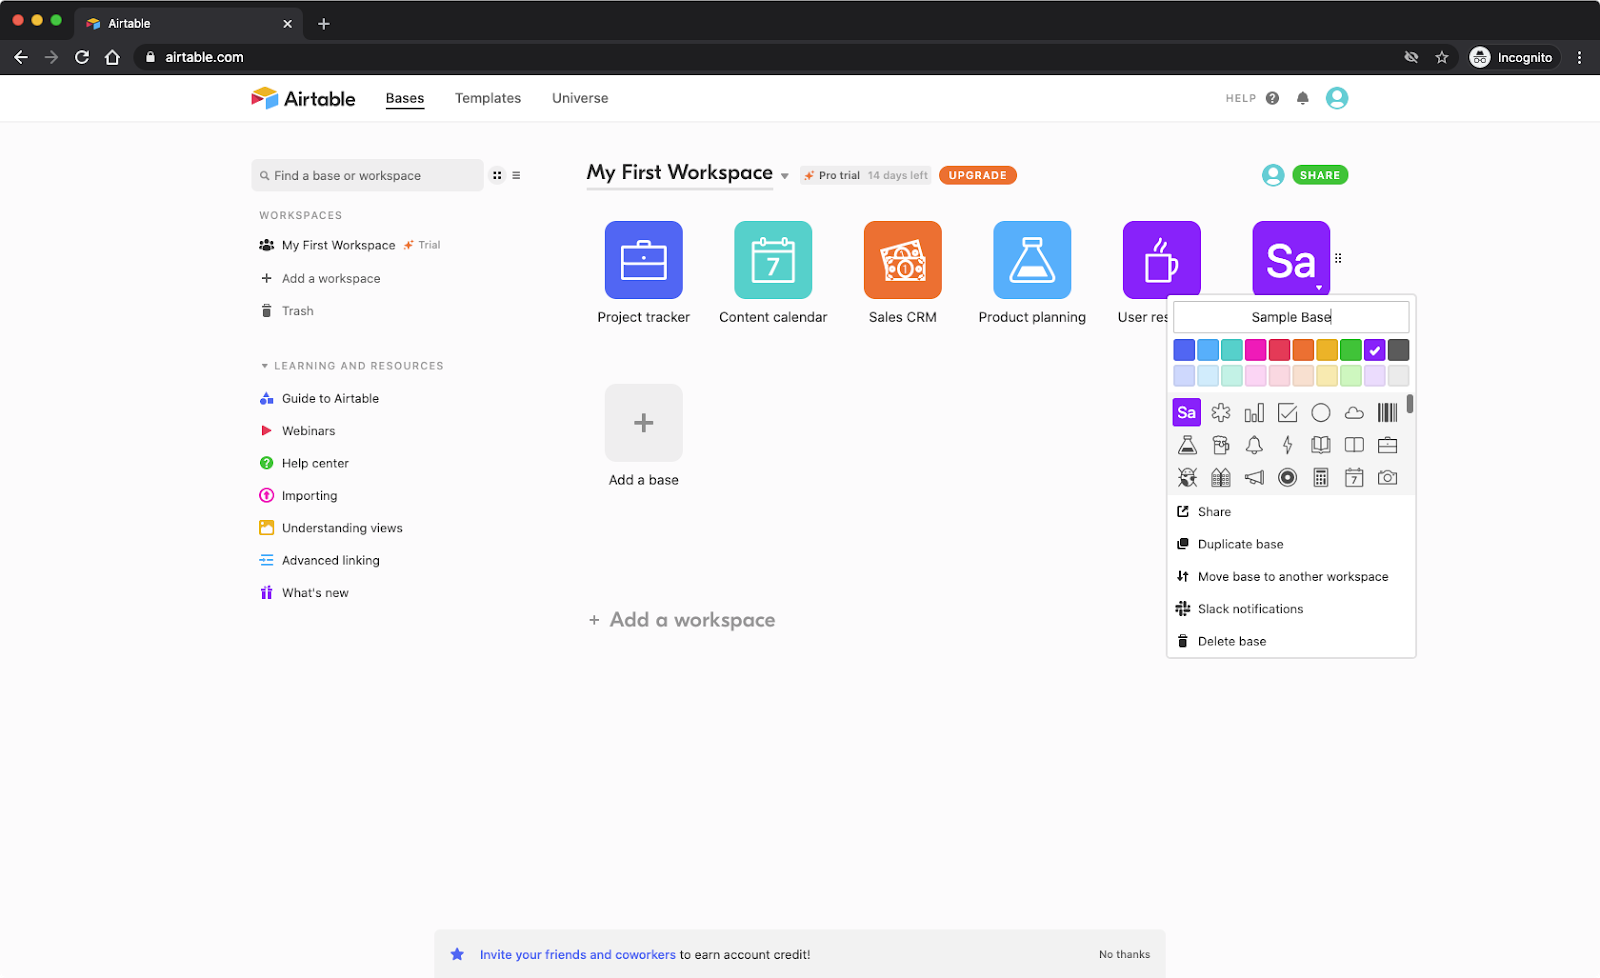 Airtable
airtable.com
Incognito
Airtable
Bases
Templates
Universe
HELP
Find a base or workspace
WORKSPACES
My First Workspace Trial
Add a workspace
Trash
LEARNING AND RESOURCES
Guide to Airtable
Webinars
Help center
Importing
Understanding views
Advanced linking
What's new
My First Workspace
Pro trial 14 days left
UPGRADE
SHARE
7
1
Sa
Project tracker
Content calendar
Sales CRM
Product planning
User res
Sample Base
Sa
7
Share
Duplicate base
Move base to another workspace
Slack notifications
Delete base
Add a base
+ Add a workspace
Invite your friends and coworkers to earn account credit!
No thanks